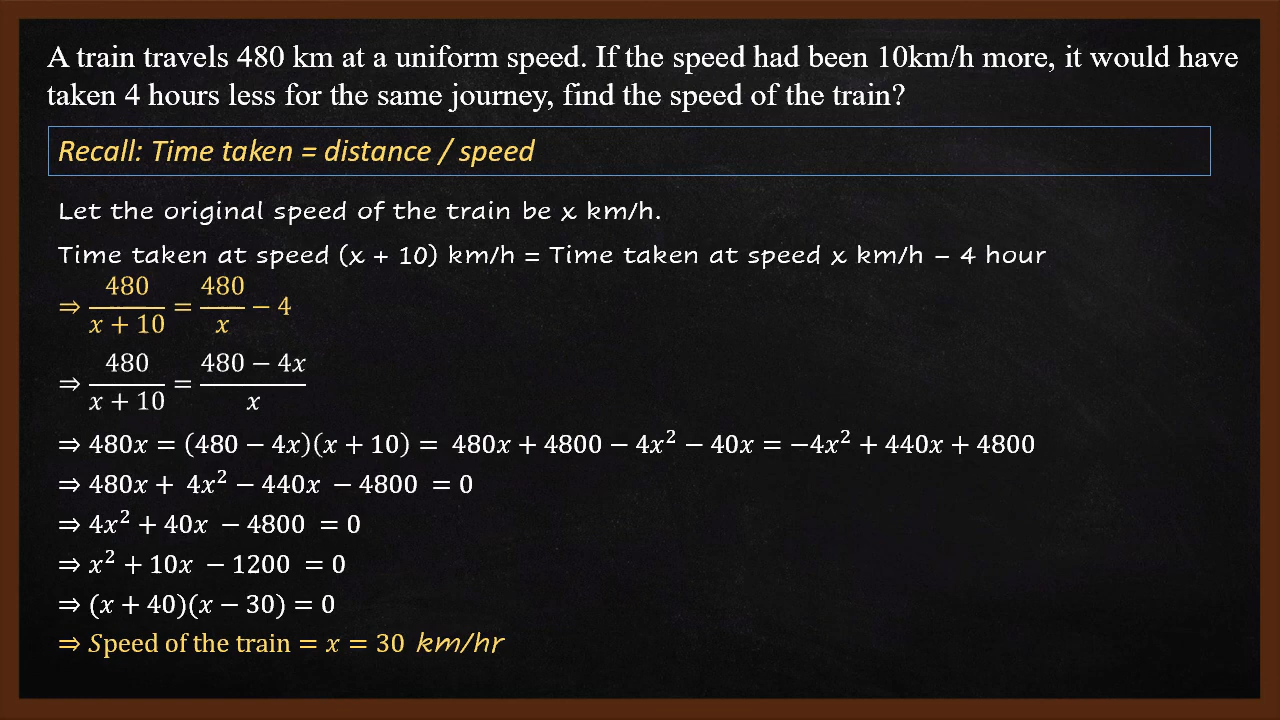 A train travels 480 km at a uniform speed. If the speed had been 10km/h more, it would have
taken 4 hours less for the same journey, find the speed of the train?
Recall: Time taken = distance / speed
Let the original speed of the train be x km/h.
Time taken at speed (x + 10) km/h = Time taken at speed x km/h – 4 hour
⇒ 480/(x + 10) = 480/x − 4
⇒ 480/(x + 10) = (480 − 4x)/x
⇒ 480x = (480 − 4x)(x + 10) = 480x + 4800 − 4x² − 40x = −4x² + 440x + 4800
⇒ 480x + 4x² − 440x − 4800 = 0
⇒ 4x² + 40x − 4800 = 0
⇒ x² + 10x − 1200 = 0
⇒ (x + 40)(x − 30) = 0
⇒ Speed of the train = x = 30 km/hr